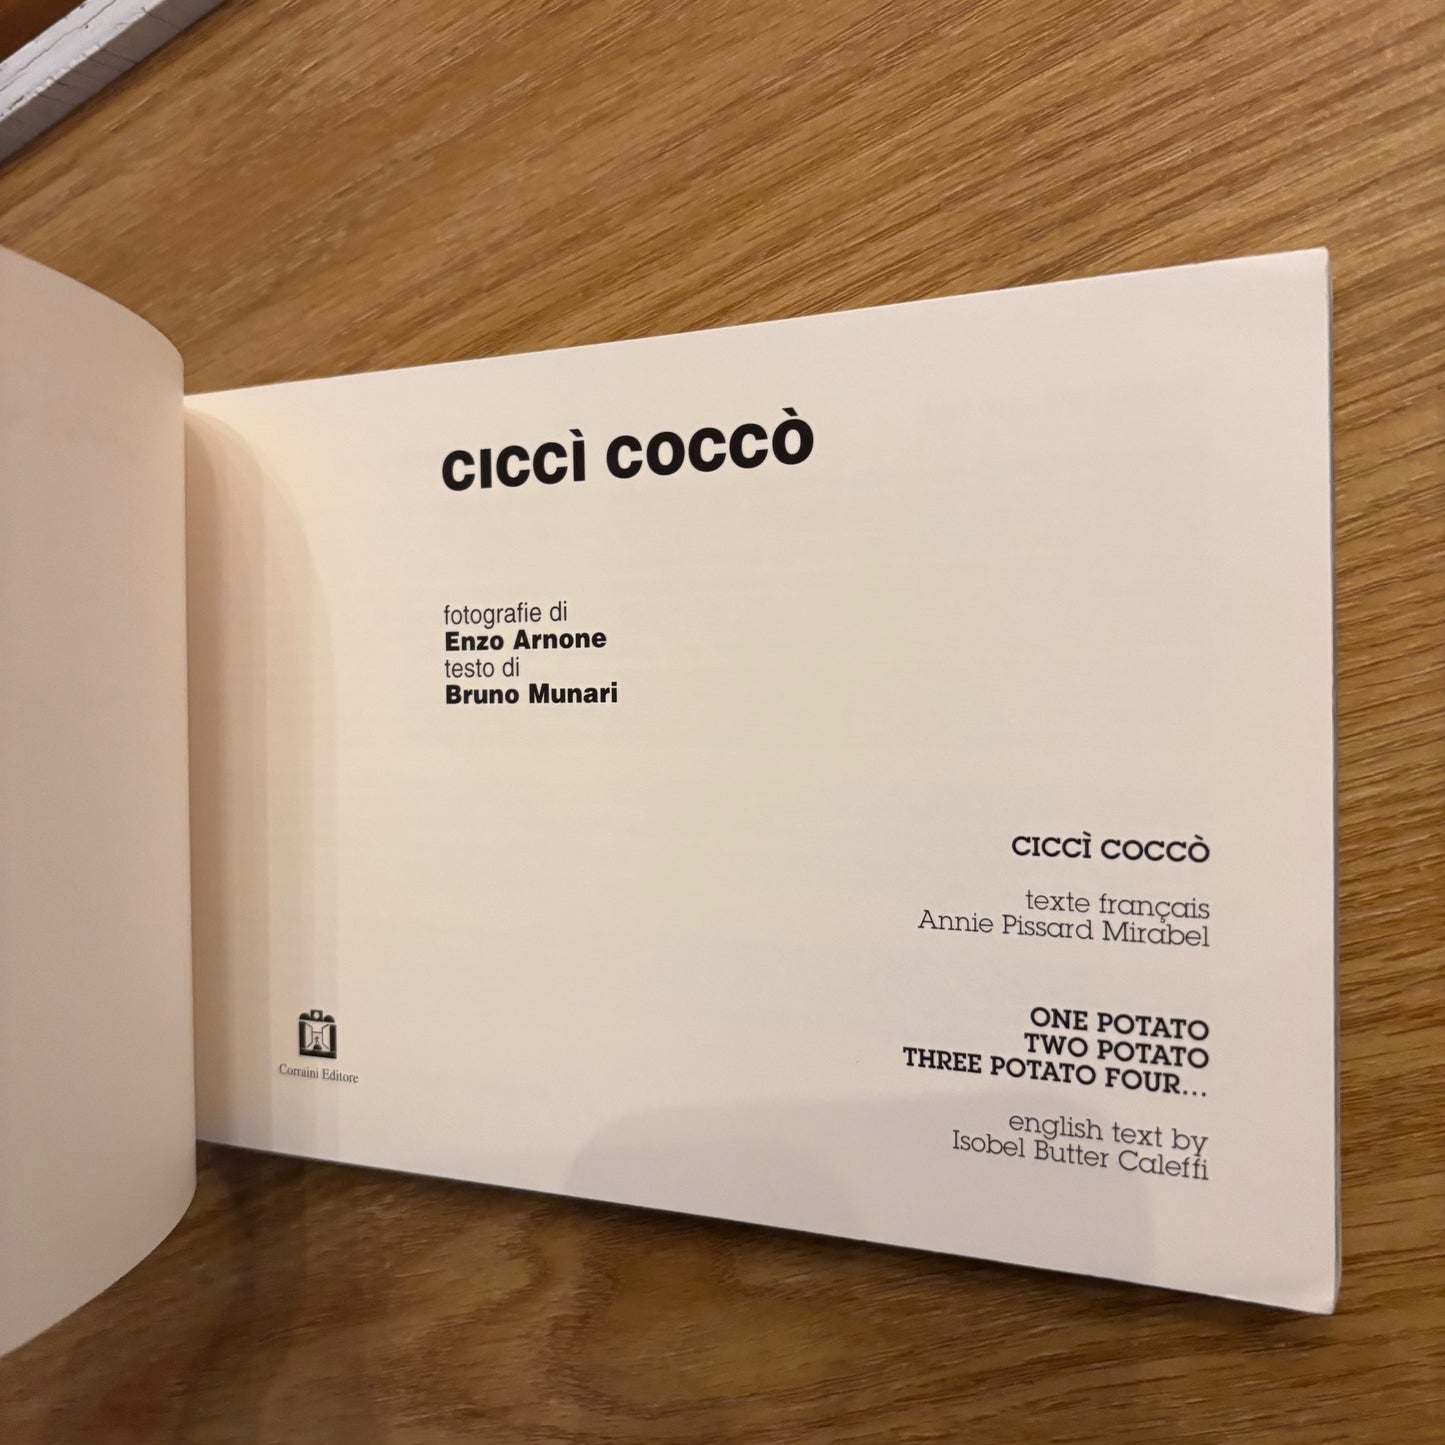 CICCÌ COCCÒ
fotografie di
Enzo Arnone
testo di
Bruno Munari
CICCÌ COCCÒ
texte français
Annie Pissard Mirabel
ONE POTATO
TWO POTATO
THREE POTATO FOUR...
english text by
Isobel Butter Caleffi
Corraini Editore